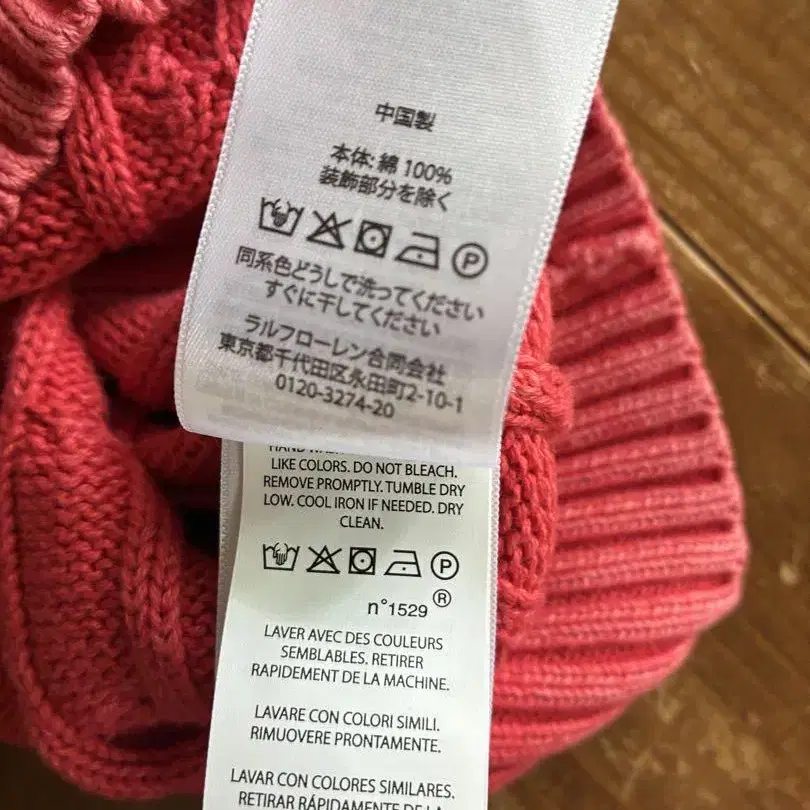 中国製
本体: 綿 100%
装飾部分を除く
同系色どうしで洗ってください
すぐに干してください
ラルフローレン合同会社
東京都千代田区永田町2-10-1
0120-3274-20
HAND
LIKE COLORS. DO NOT BLEACH.
REMOVE PROMPTLY. TUMBLE DRY
LOW. COOL IRON IF NEEDED. DRY
CLEAN.
P
P
n°1529 ®
LAVER AVEC DES COULEURS
SEMBLABLES. RETIRER
RAPIDEMENT DE LA MACHINE.
LAVARE CON COLORI SIMILI.
RIMUOVERE PRONTAMENTE.
LAVAR CON COLORES SIMILARES.
RETIRAR RÁPIDAMENTE DE LA